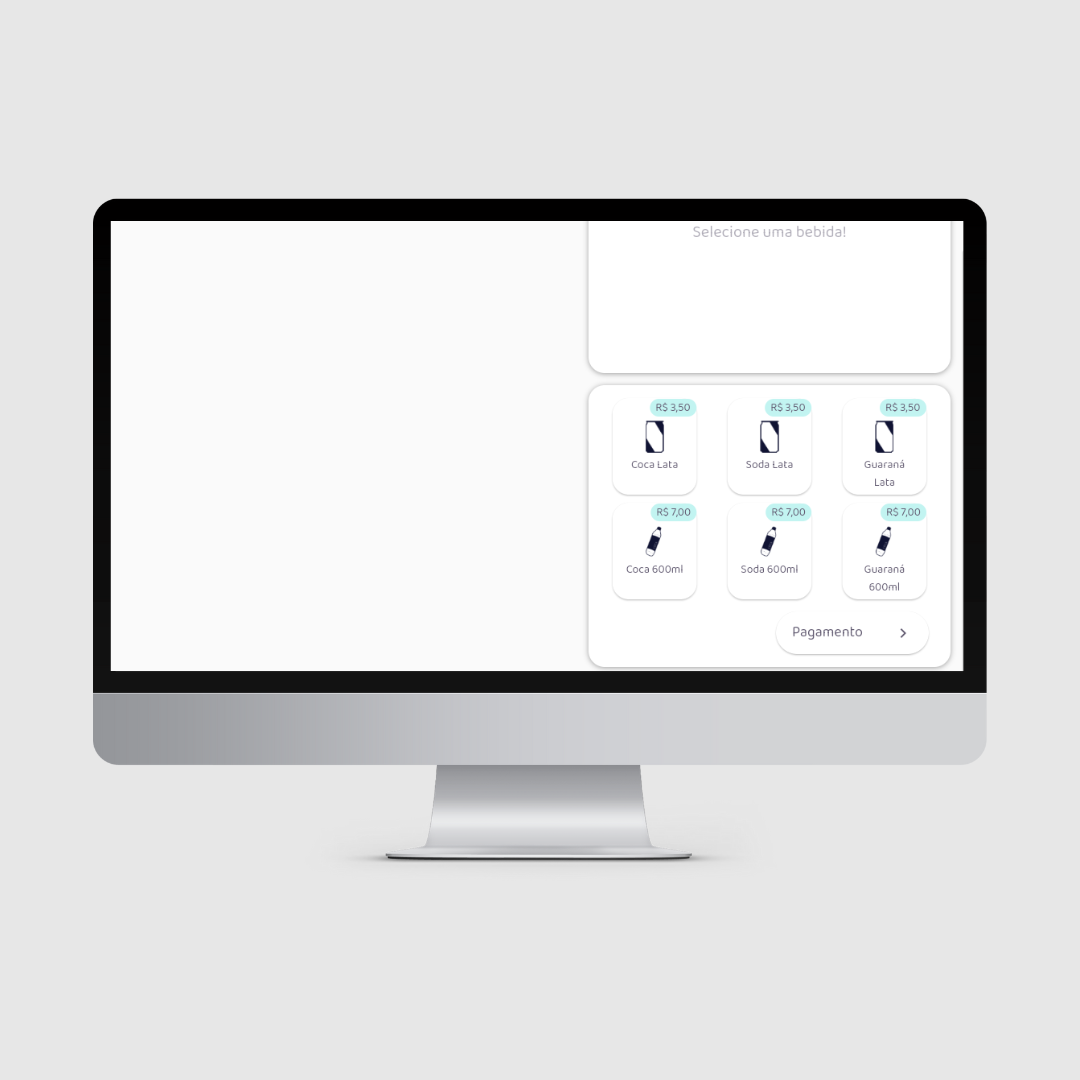 Selecione uma bebida!
R$ 3,50
R$ 3,50
R$ 3,50
Coca Lata
Soda Lata
Guaraná
Lata
R$ 7,00
R$ 7,00
R$ 7,00
Coca 600ml
Soda 600ml
Guaraná
600ml
Pagamento